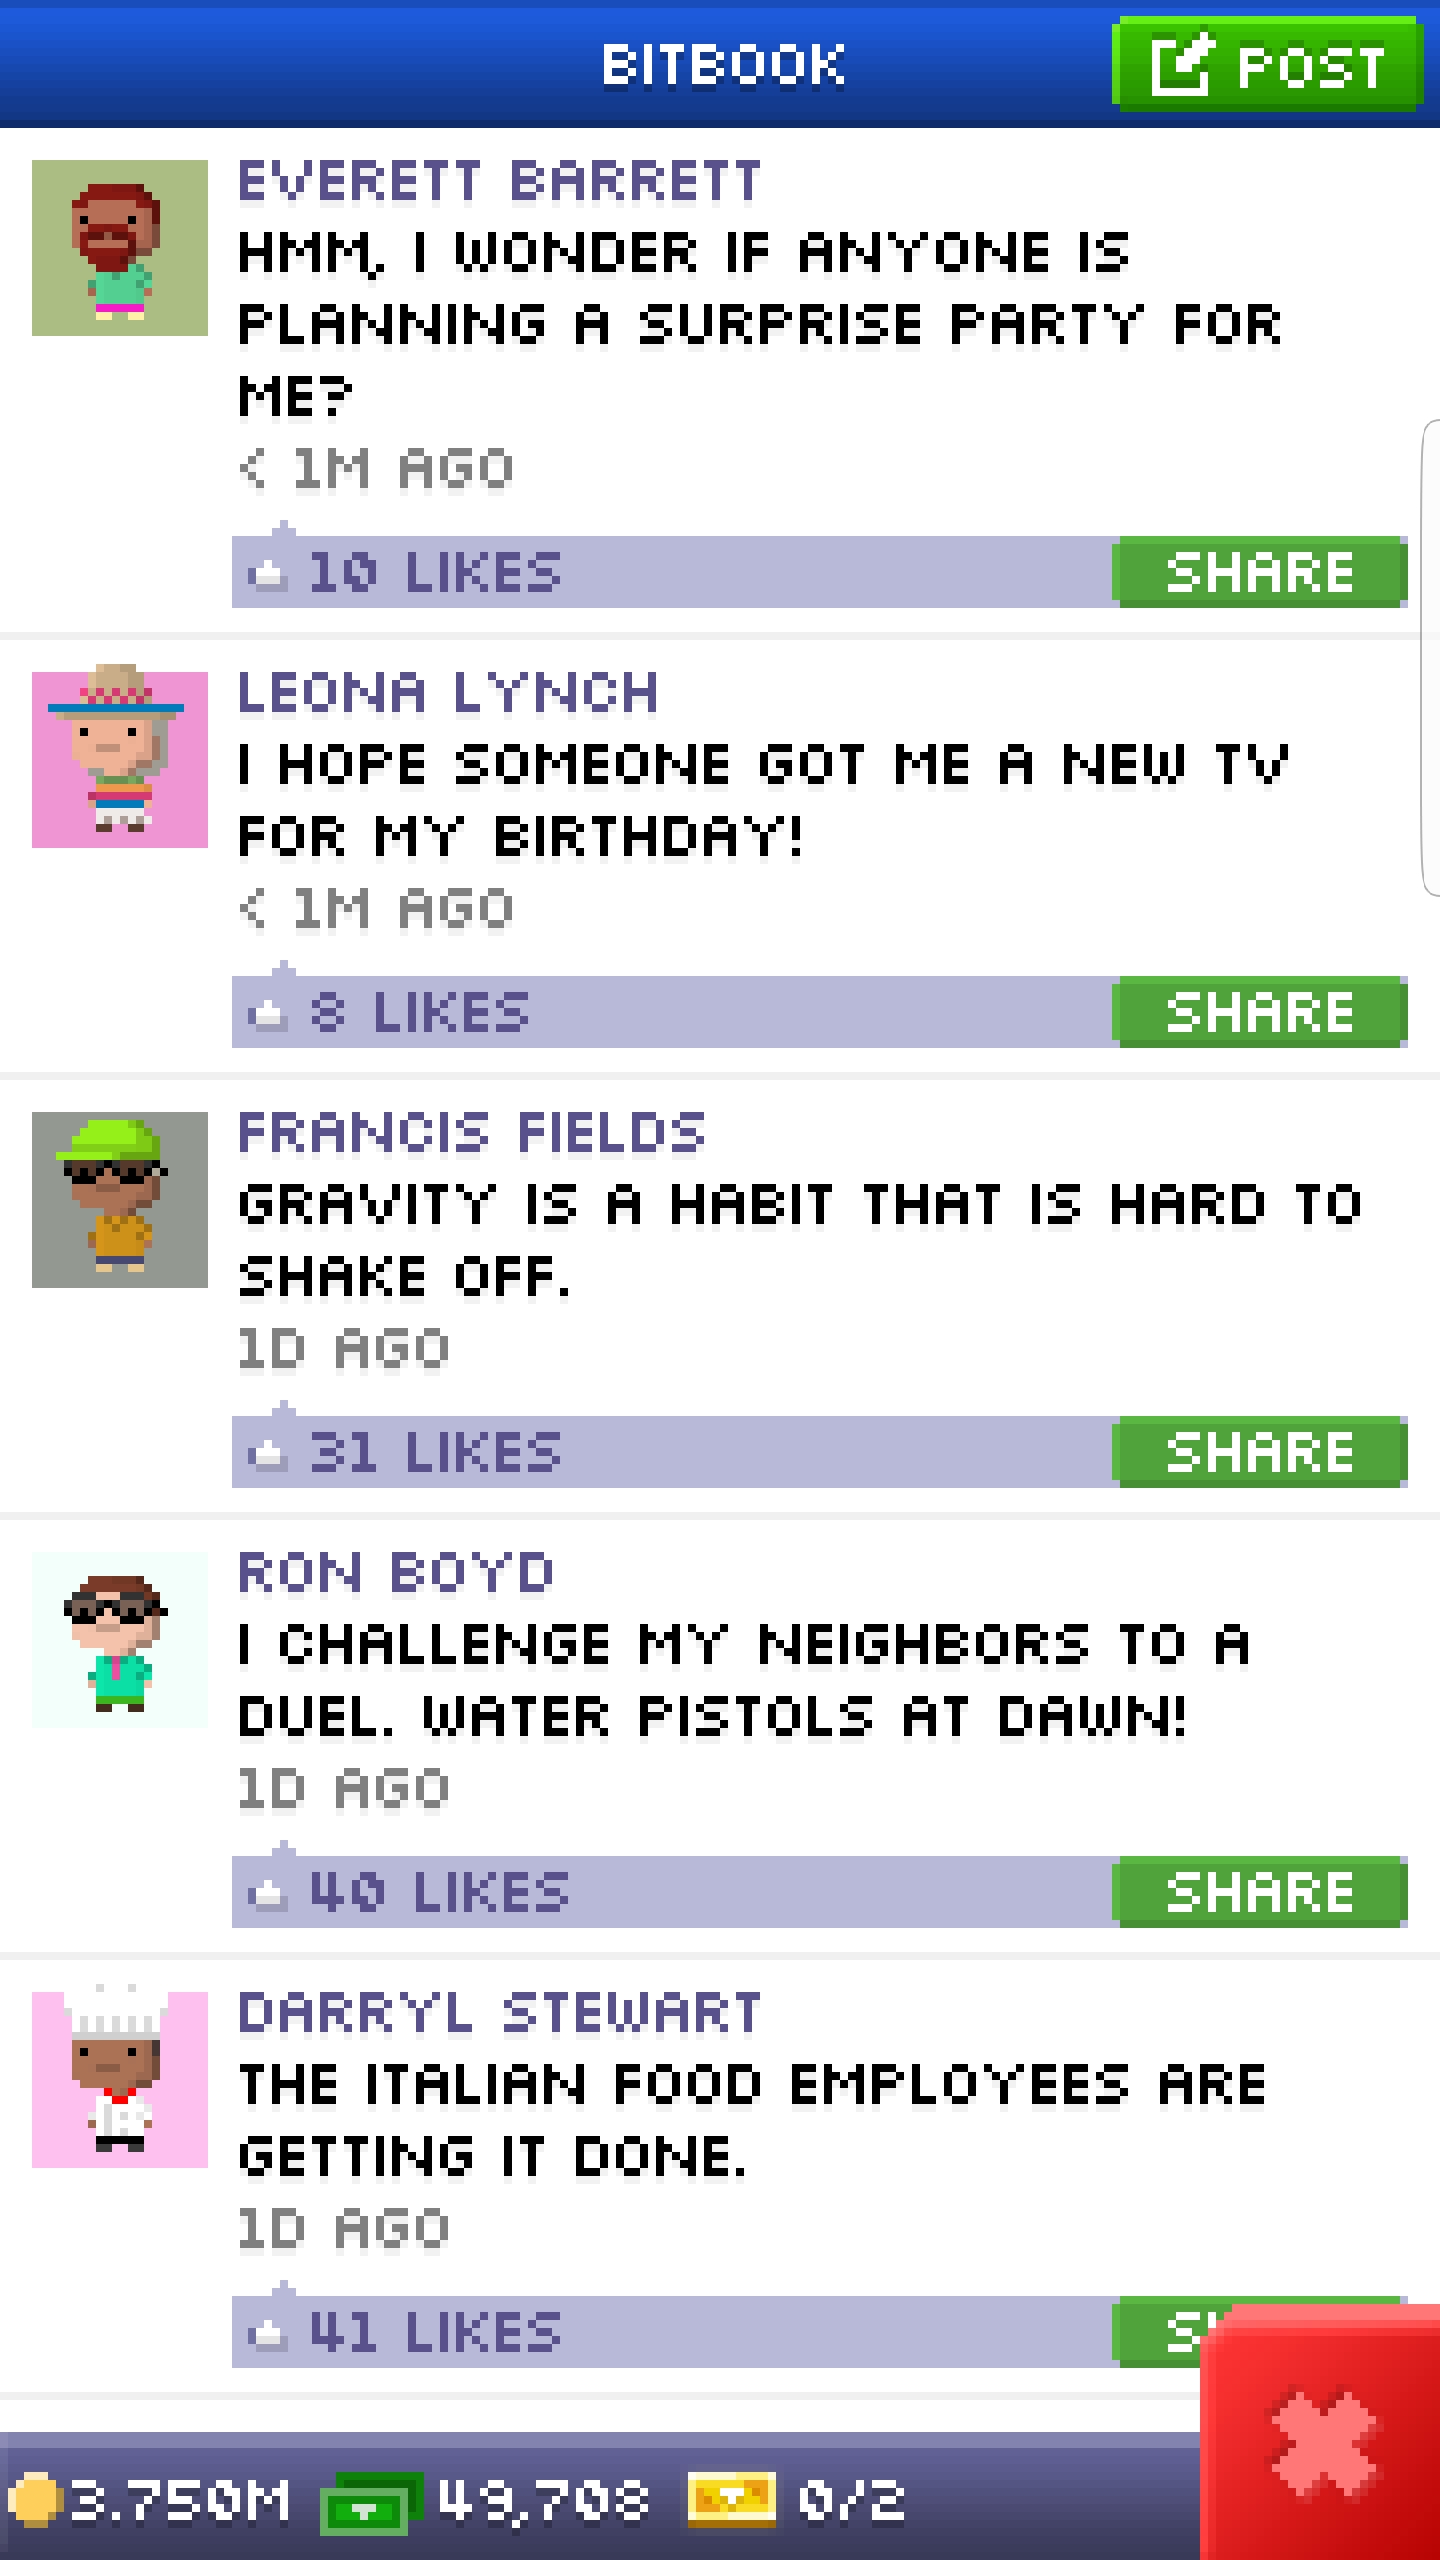 BITBOOK
POST
EVERETT BARRETT
HMM, I WONDER IF ANYONE IS
PLANNING A SURPRISE PARTY FOR
ME?
< 1M AGO
10 LIKES
SHARE
LEONA LYNCH
I HOPE SOMEONE GOT ME A NEW TV
FOR MY BIRTHDAY!
< 1M AGO
8 LIKES
SHARE
FRANCIS FIELDS
GRAVITY IS A HABIT THAT IS HARD TO
SHAKE OFF.
1D AGO
31 LIKES
SHARE
RON BOYD
I CHALLENGE MY NEIGHBORS TO A
DUEL. WATER PISTOLS AT DAWN!
1D AGO
40 LIKES
SHARE
DARRYL STEWART
THE ITALIAN FOOD EMPLOYEES ARE
GETTING IT DONE.
1D AGO
41 LIKES
3.750M
49,708
0/2